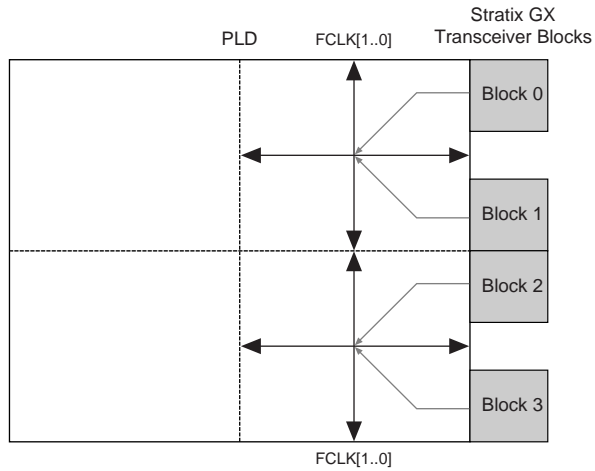 Stratix GX
PLD FCLK[1..0] Transceiver Blocks
Block 0
Block 1
Block 2
Block 3
FCLK[1..0]